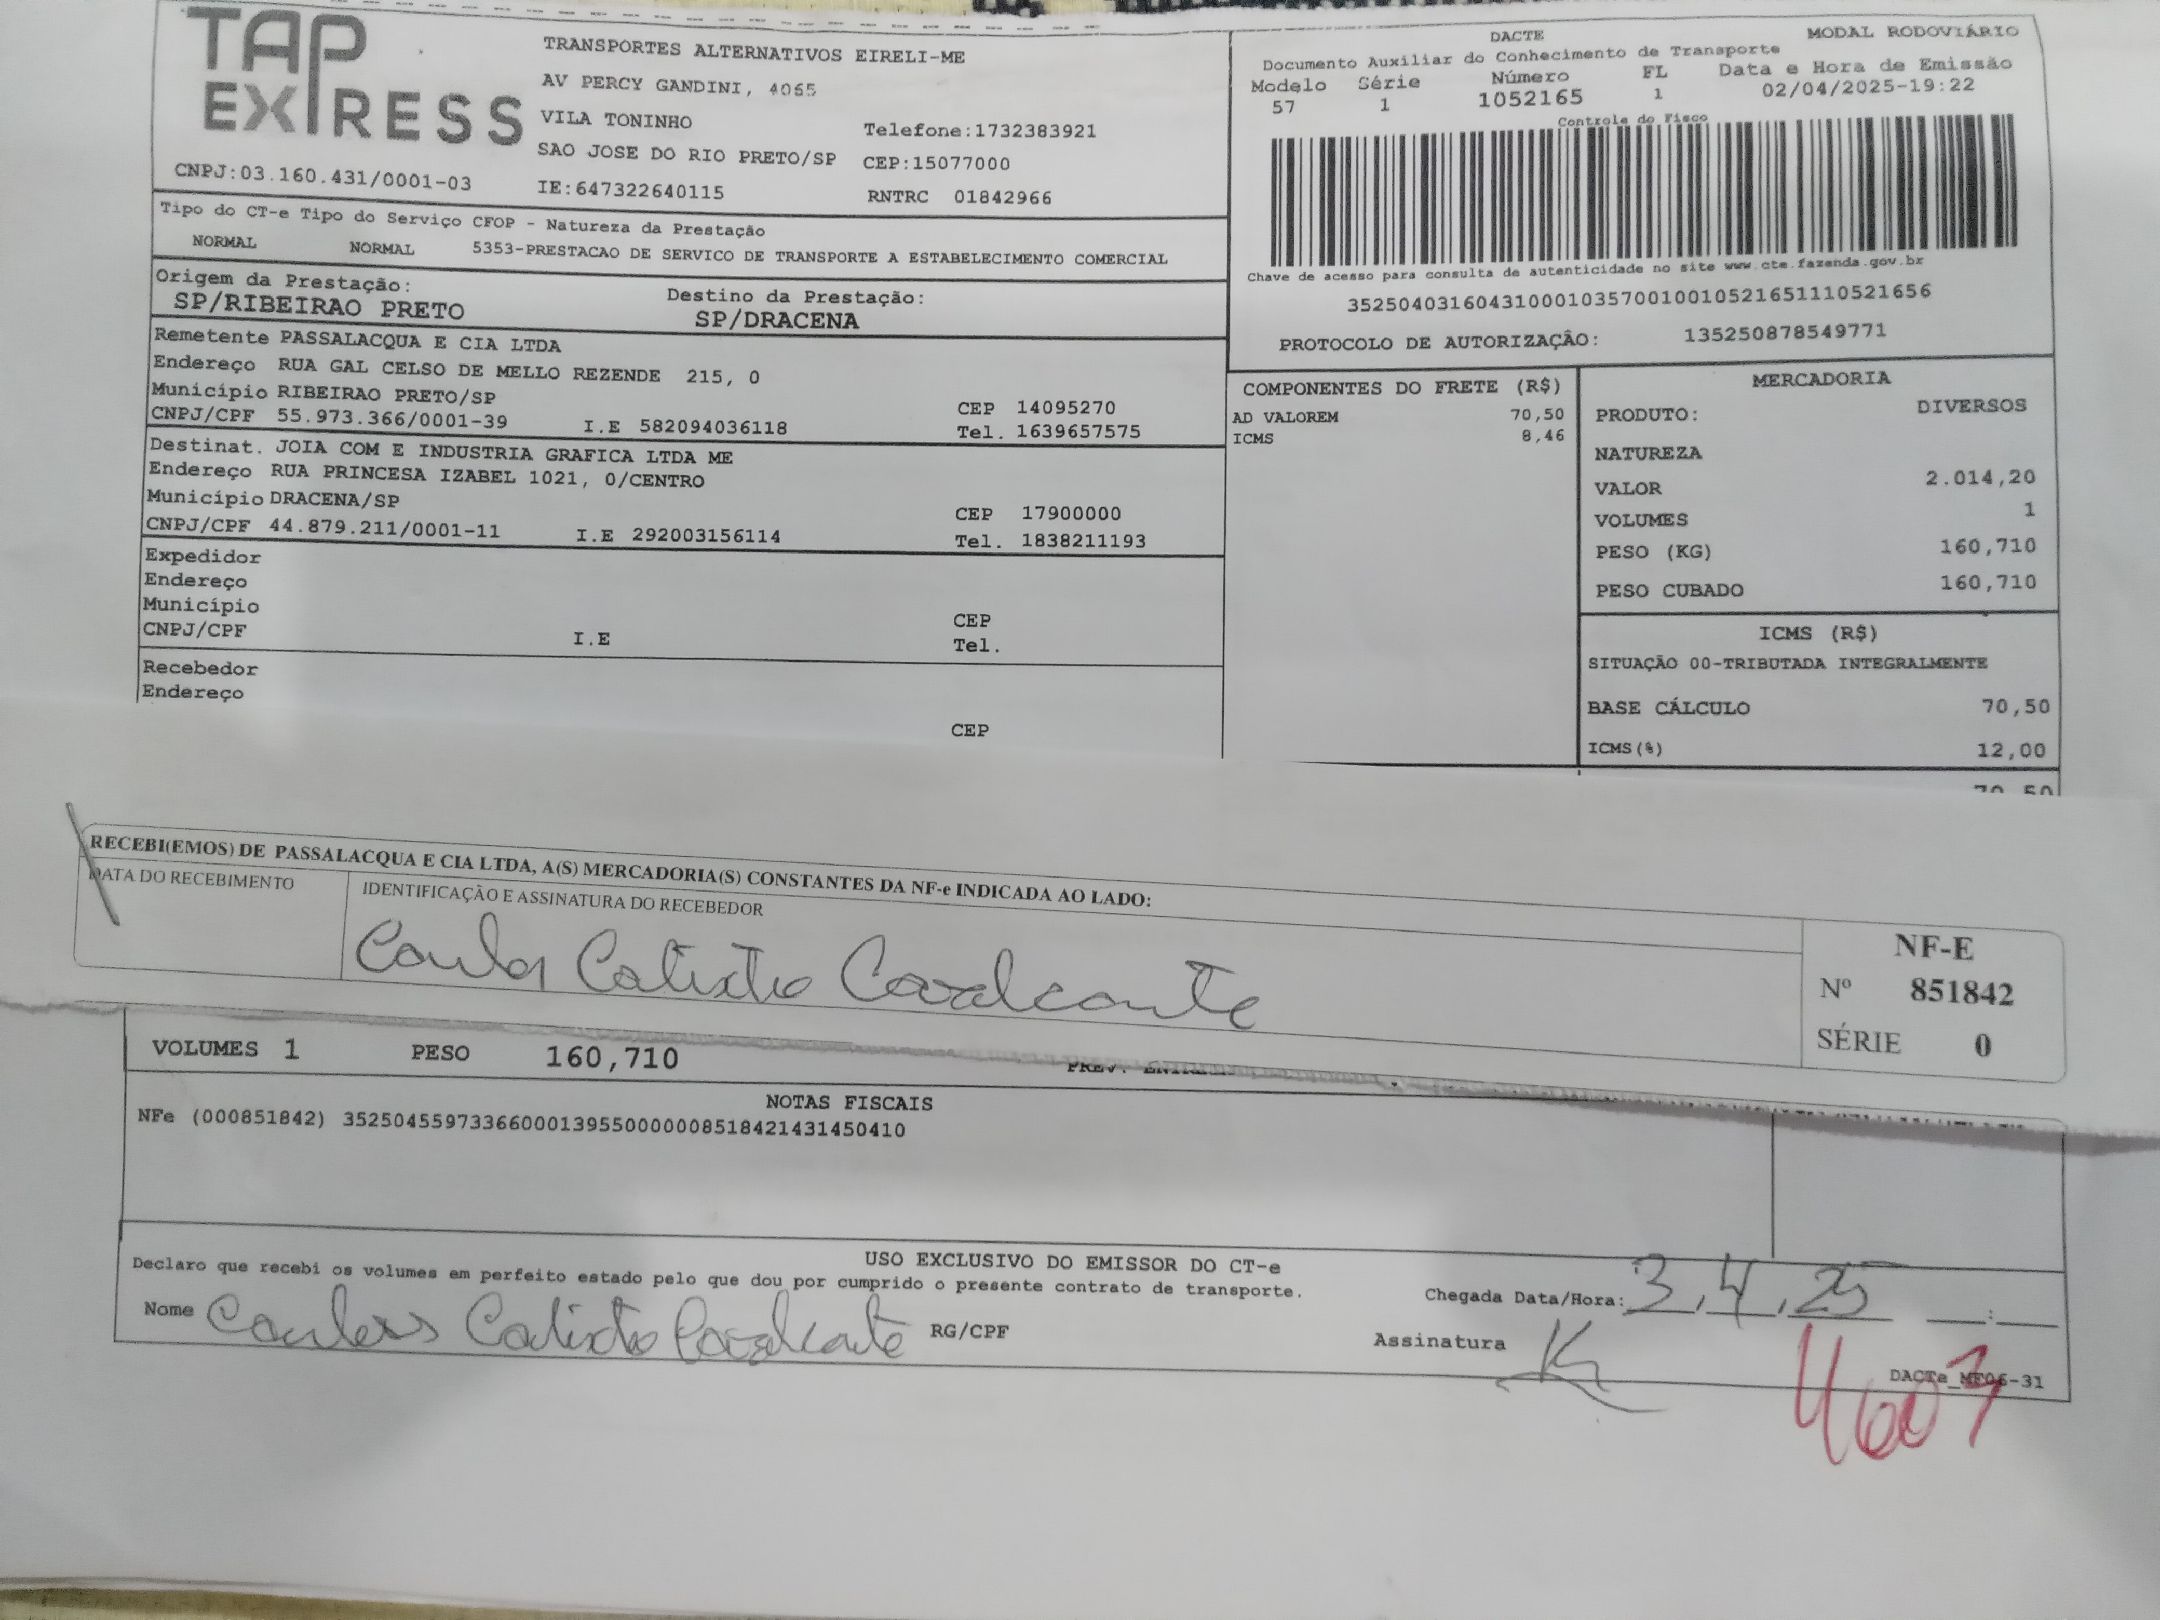 TAP EXPRESS
TRANSPORTES ALTERNATIVOS EIRELI-ME
AV PERCY GANDINI, 4065
VILA TONINHO
Telefone:1732383921
SAO JOSE DO RIO PRETO/SP CEP:15077000
CNPJ:03.160.431/0001-03
IE:647322640115
RNTRC 01842966
Tipo do CT-e Tipo do Serviço CFOP - Natureza da Prestação
NORMAL NORMAL 5353-PRESTACAO DE SERVICO DE TRANSPORTE A ESTABELECIMENTO COMERCIAL
Origem da Prestação:
SP/RIBEIRAO PRETO
Destino da Prestação:
SP/DRACENA
Remetente PASSALACQUA E CIA LTDA
Endereço RUA GAL CELSO DE MELLO REZENDE 215, 0
Município RIBEIRAO PRETO/SP
CEP 14095270
CNPJ/CPF 55.973.366/0001-39 I.E 582094036118 Tel. 1639657575
Destinat. JOIA COM E INDUSTRIA GRAFICA LTDA ME
Endereço RUA PRINCESA IZABEL 1021, 0/CENTRO
Município DRACENA/SP
CEP 17900000
CNPJ/CPF 44.879.211/0001-11 I.E 292003156114 Tel. 1838211193
Expedidor
Endereço
Município
CEP
CNPJ/CPF I.E Tel.
Recebedor
Endereço
CEP
DACTE MODAL RODOVIÁRIO
Documento Auxiliar do Conhecimento de Transporte
Modelo Série Número FL Data e Hora de Emissão
57 1 1052165 1 02/04/2025-19:22
Controle do Fisco
Chave de acesso para consulta de autenticidade no site www.cte.fazenda.gov.br
35250403160431000103570010010521651110521656
PROTOCOLO DE AUTORIZAÇÂO: 135250878549771
COMPONENTES DO FRETE (R$)
AD VALOREM 70,50
ICMS 8,46
MERCADORIA
PRODUTO: DIVERSOS
NATUREZA
VALOR 2.014,20
VOLUMES 1
PESO (KG) 160,710
PESO CUBADO 160,710
ICMS (R$)
SITUAÇÃO 00-TRIBUTADA INTEGRALMENTE
BASE CÁLCULO 70,50
ICMS(%) 12,00
70,50
RECEBI(EMOS) DE PASSALACQUA E CIA LTDA, A(S) MERCADORIA(S) CONSTANTES DA NF-e INDICADA AO LADO:
DATA DO RECEBIMENTO
IDENTIFICAÇÃO E ASSINATURA DO RECEBEDOR
Calixto Cavalcante
NF-E
Nº 851842
SÉRIE 0
VOLUMES 1 PESO 160,710
NOTAS FISCAIS
NFe (000851842) 35250455973366000139550000008518421431450410
USO EXCLUSIVO DO EMISSOR DO CT-e
Declaro que recebi os volumes em perfeito estado pelo que dou por cumprido o presente contrato de transporte.
Chegada Data/Hora: 3, 4, 25 :
Nome Calixto Cavalcante RG/CPF
Assinatura
DACTe_MF06-31
4603